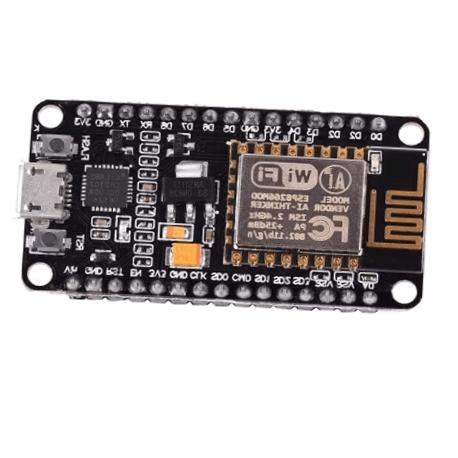 3V3 GND TX RX D8 D7 D6 D5 GND 3V3 D4 D3 D2 D1 D0
FLASH
AI WiFi
MODEL ESP8266MOD
VENDOR AI-THINKER
FC
ISM 2.4GHz
PA +25dBm
802.11b/g/n
RST
Vin GND RST EN 3V3 GND CLK SD0 CMD SD1 SD2 SD3 RSV RSV A0